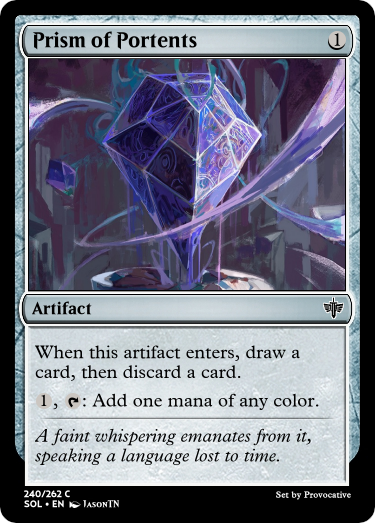 Prism of Portents 1
Artifact
When this artifact enters, draw a
card, then discard a card.
1, : Add one mana of any color.
A faint whispering emanates from it,
speaking a language lost to time.
240/262 C Set by Provocative
SOL • EN JasonTN